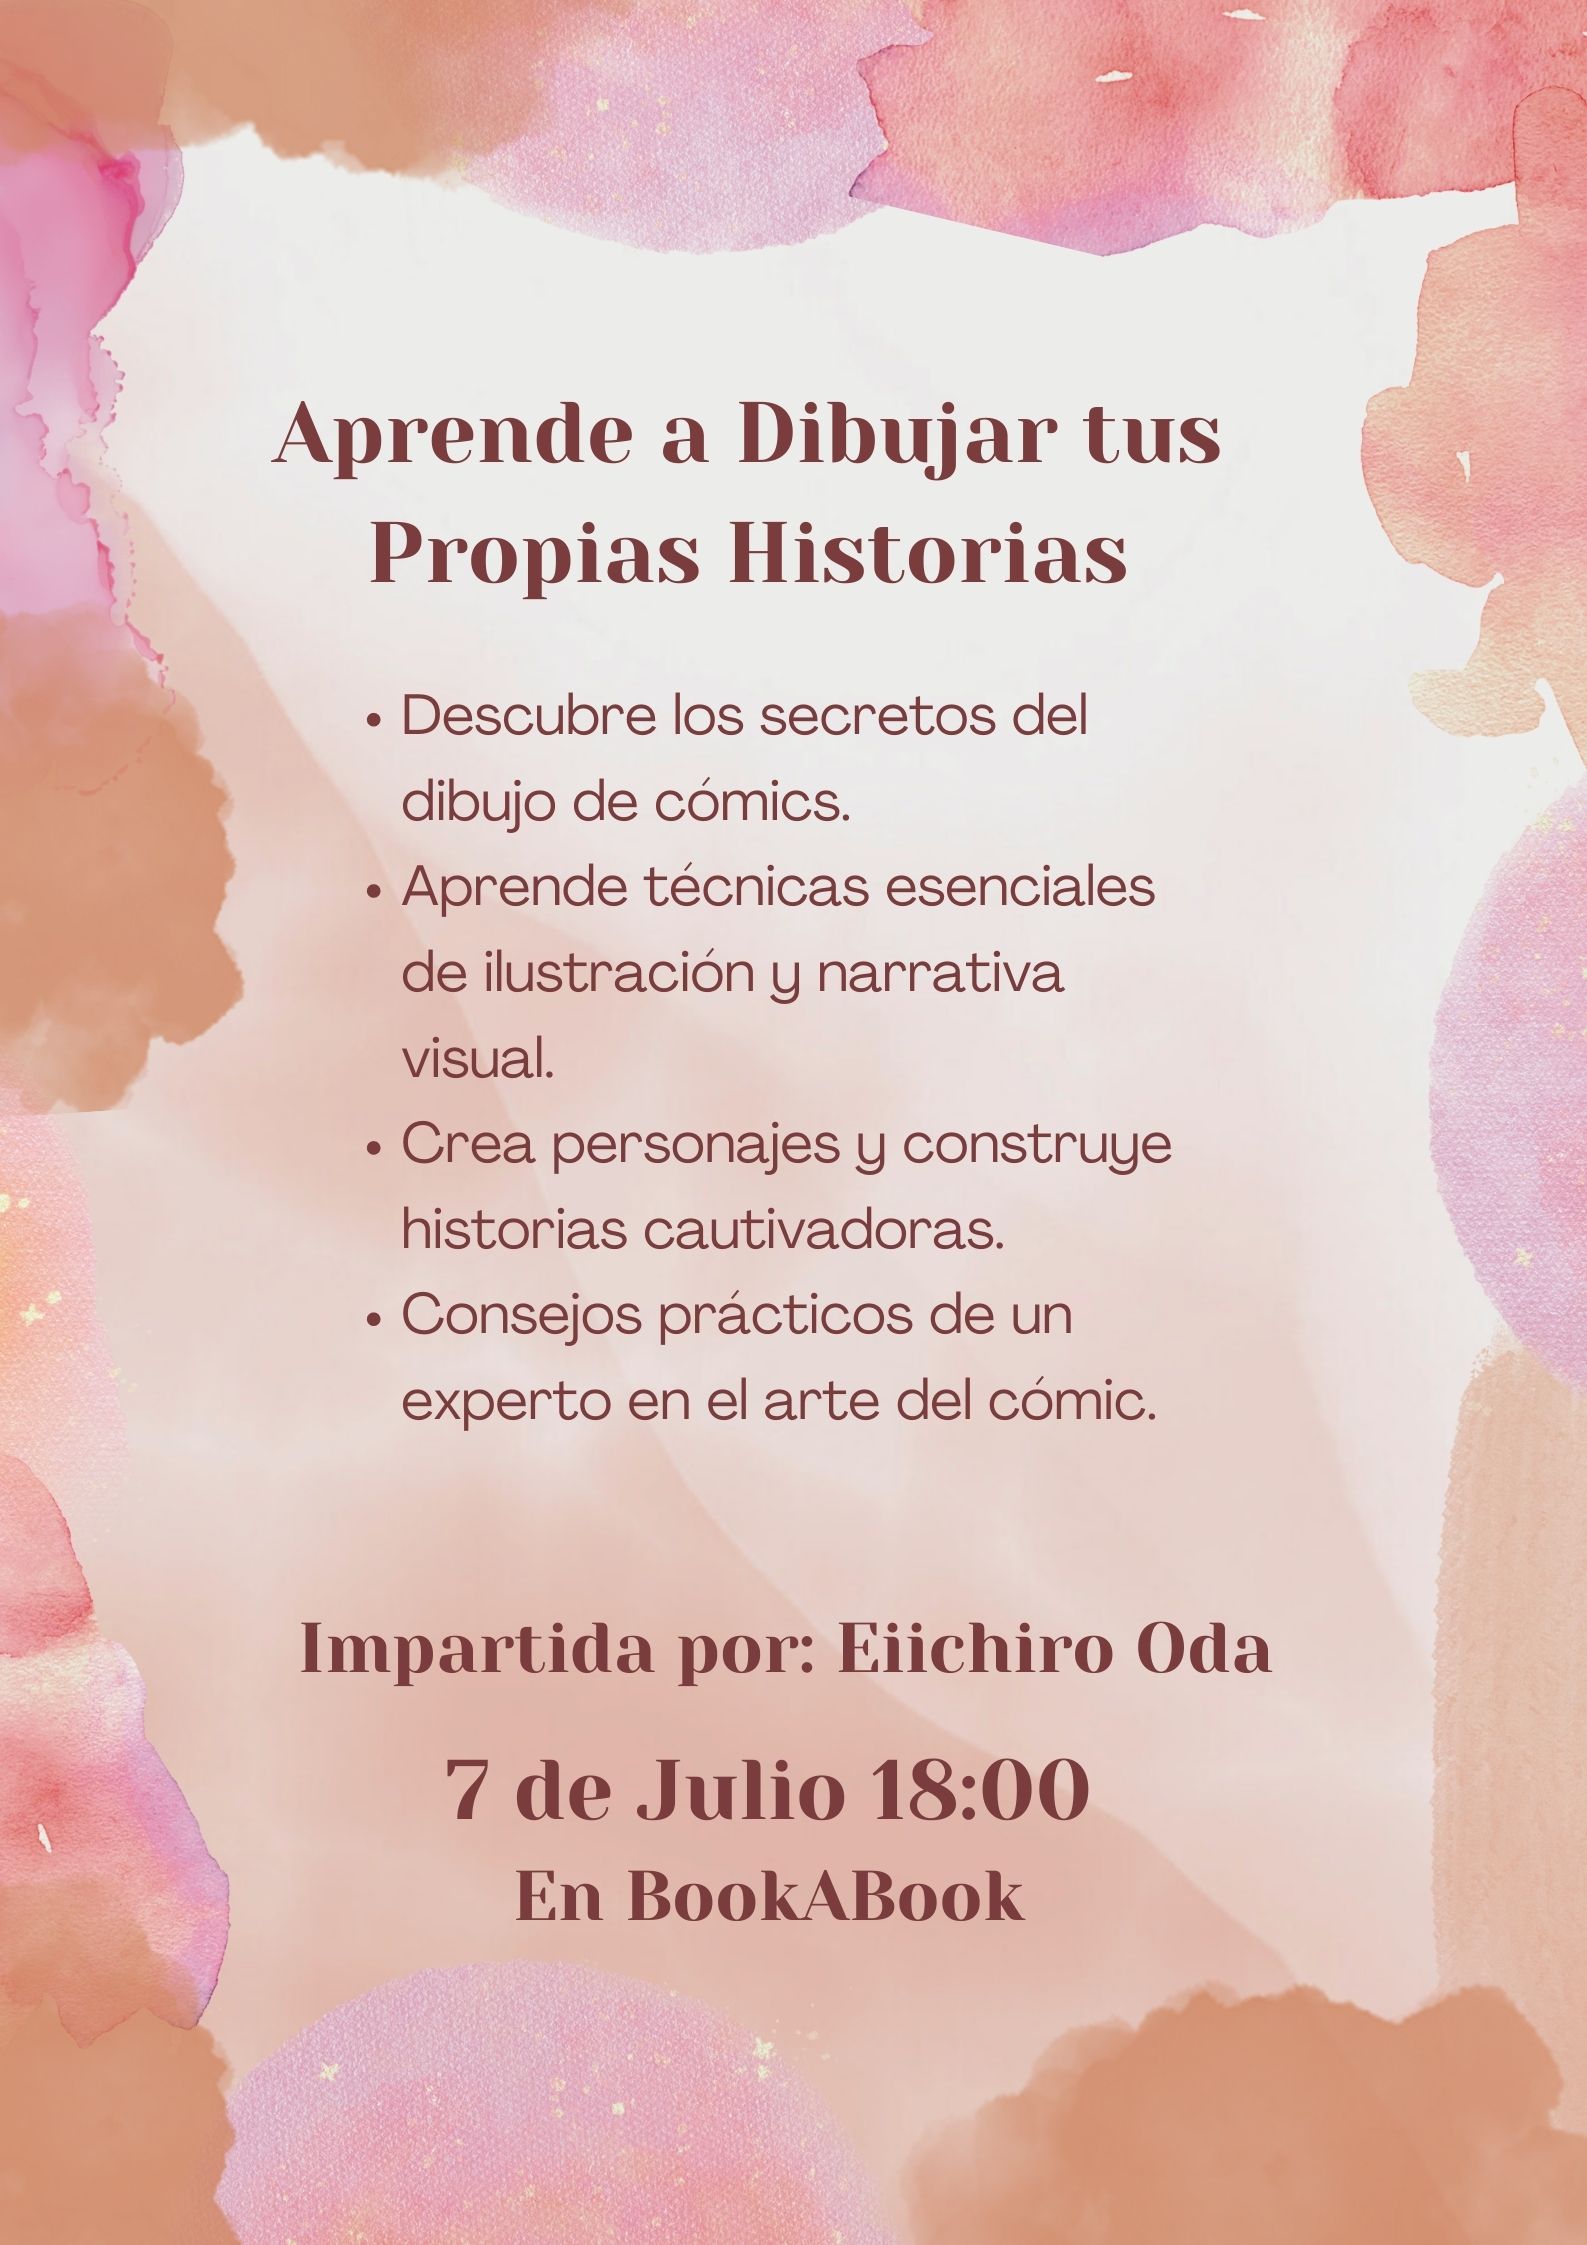 Aprende a Dibujar tus
Propias Historias
• Descubre los secretos del
dibujo de cómics.
• Aprende técnicas esenciales
de ilustración y narrativa
visual.
• Crea personajes y construye
historias cautivadoras.
• Consejos prácticos de un
experto en el arte del cómic.
Impartida por: Eiichiro Oda
7 de Julio 18:00
En BookABook